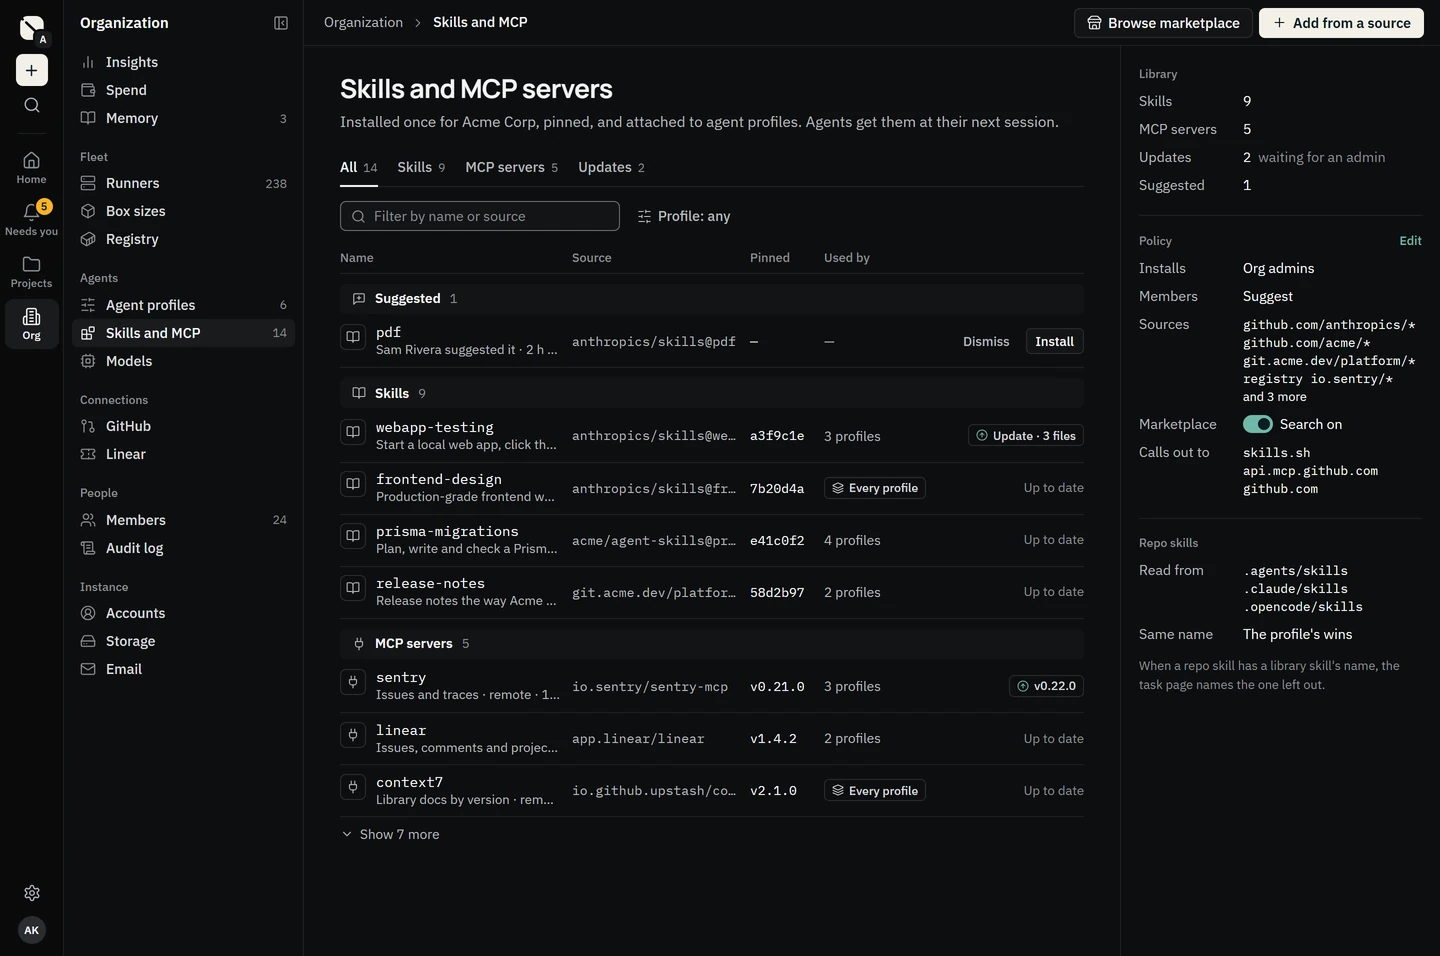 A
Home
5
Needs you
Projects
Org
AK
Organization
Insights
Spend
Memory 3
Fleet
Runners 238
Box sizes
Registry
Agents
Agent profiles 6
Skills and MCP 14
Models
Connections
GitHub
Linear
People
Members 24
Audit log
Instance
Accounts
Storage
Email
Organization > Skills and MCP
Browse marketplace
+ Add from a source
Skills and MCP servers
Installed once for Acme Corp, pinned, and attached to agent profiles. Agents get them at their next session.
All 14 Skills 9 MCP servers 5 Updates 2
Filter by name or source
Profile: any
Name Source Pinned Used by
Suggested 1
pdf
Sam Rivera suggested it · 2 h ...
anthropics/skills@pdf — — Dismiss Install
Skills 9
webapp-testing
Start a local web app, click th...
anthropics/skills@we… a3f9c1e 3 profiles Update · 3 files
frontend-design
Production-grade frontend w...
anthropics/skills@fr… 7b20d4a Every profile Up to date
prisma-migrations
Plan, write and check a Prism...
acme/agent-skills@pr… e41c0f2 4 profiles Up to date
release-notes
Release notes the way Acme ...
git.acme.dev/platfor… 58d2b97 2 profiles Up to date
MCP servers 5
sentry
Issues and traces · remote · 1...
io.sentry/sentry-mcp v0.21.0 3 profiles v0.22.0
linear
Issues, comments and projec...
app.linear/linear v1.4.2 2 profiles Up to date
context7
Library docs by version · rem...
io.github.upstash/co… v2.1.0 Every profile Up to date
Show 7 more
Library
Skills 9
MCP servers 5
Updates 2 waiting for an admin
Suggested 1
Policy Edit
Installs Org admins
Members Suggest
Sources github.com/anthropics/*
github.com/acme/*
git.acme.dev/platform/*
registry io.sentry/*
and 3 more
Marketplace Search on
Calls out to skills.sh
api.mcp.github.com
github.com
Repo skills
Read from .agents/skills
.claude/skills
.opencode/skills
Same name The profile's wins
When a repo skill has a library skill's name, the
task page names the one left out.